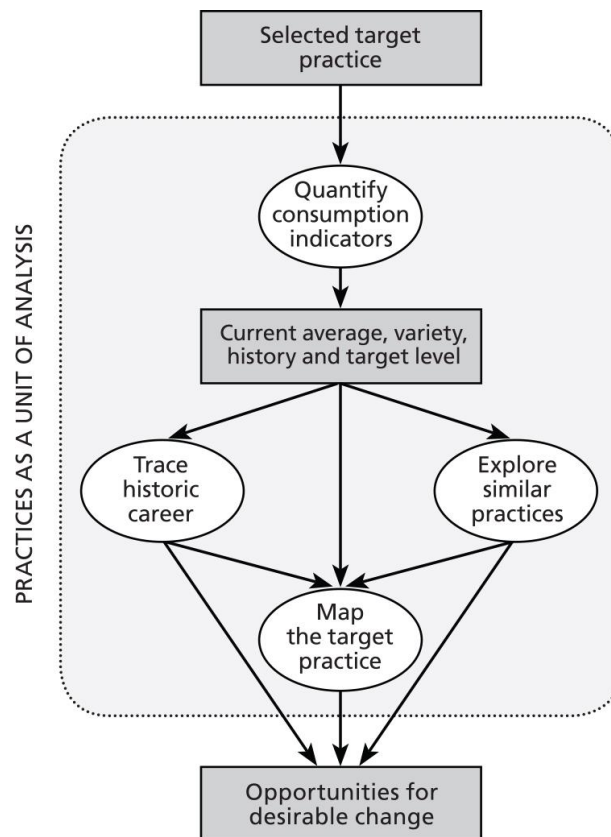 Selected target
practice
PRACTICES AS A UNIT OF ANALYSIS
Quantify
consumption
indicators
Current average, variety,
history and target level
Trace
historic
career
Explore
similar
practices
Map
the target
practice
Opportunities for
desirable change